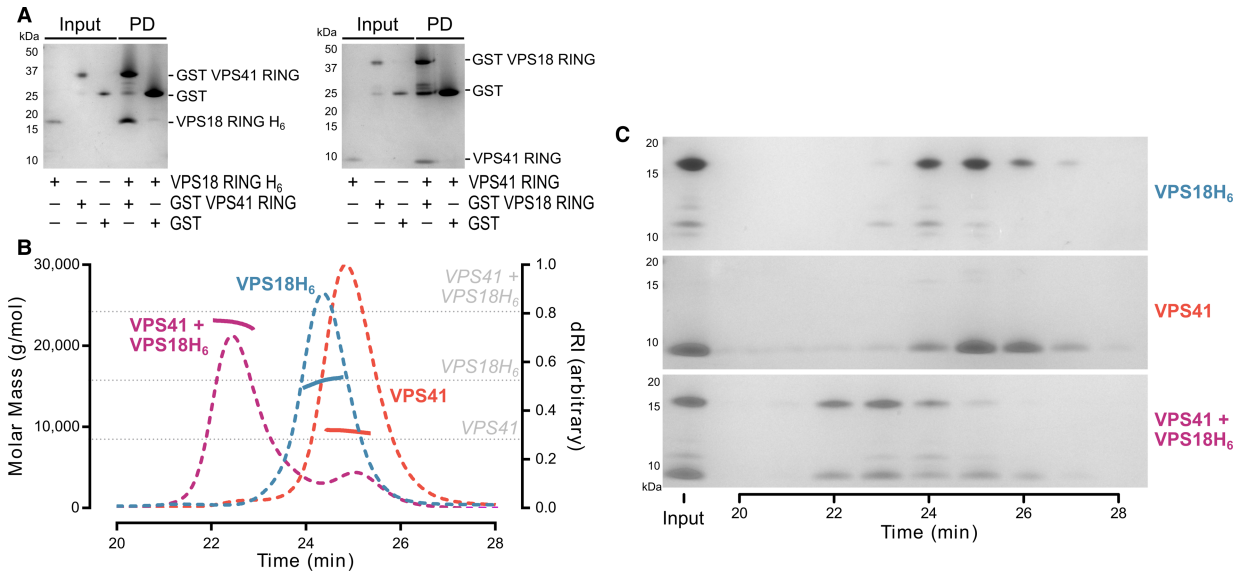 A
Input PD
kDa
50
37
25
20
15
10
GST VPS41 RING
GST
VPS18 RING H6
+ − − + + VPS18 RING H6
− + − + − GST VPS41 RING
− − + − + GST
Input PD
kDa
50
37
25
20
15
10
GST VPS18 RING
GST
VPS41 RING
+ − − + + VPS41 RING
− + − + − GST VPS18 RING
− − + − + GST
B
Molar Mass (g/mol)
30,000
20,000
10,000
0
VPS18H6
VPS41 +
VPS18H6
VPS41
VPS41 +
VPS18H6
VPS18H6
VPS41
1.0
0.8
0.6
0.4
0.2
0.0
dRI (arbitrary)
20 22 24 26 28
Time (min)
C
20
15
10
VPS18H6
20
15
10
VPS41
20
15
10
kDa
VPS41 +
VPS18H6
Input 20 22 24 26 28
Time (min)